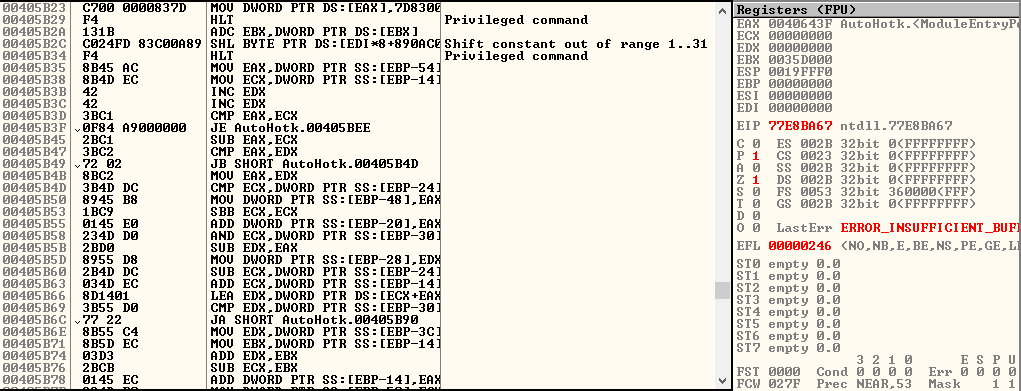 00405B23 C700 0000837D MOV DWORD PTR DS:[EAX],7D8300
00405B29 F4 HLT Privileged command
00405B2A 131B ADC EBX,DWORD PTR DS:[EBX]
00405B2C C024FD 83C00A89 SHL BYTE PTR DS:[EDI*8+890AC0 Shift constant out of range 1..31
00405B34 F4 HLT Privileged command
00405B35 8B45 AC MOV EAX,DWORD PTR SS:[EBP-54]
00405B38 8B4D EC MOV ECX,DWORD PTR SS:[EBP-14]
00405B3B 42 INC EDX
00405B3C 42 INC EDX
00405B3D 3BC1 CMP EAX,ECX
00405B3F 0F84 A9000000 JE AutoHotk.00405BEE
00405B45 2BC1 SUB EAX,ECX
00405B47 3BC2 CMP EAX,EDX
00405B49 72 02 JB SHORT AutoHotk.00405B4D
00405B4B 8BC2 MOV EAX,EDX
00405B4D 3B4D DC CMP ECX,DWORD PTR SS:[EBP-24]
00405B50 8945 B8 MOV DWORD PTR SS:[EBP-48],EAX
00405B53 1BC9 SBB ECX,ECX
00405B55 0145 E0 ADD DWORD PTR SS:[EBP-20],EAX
00405B58 234D D0 AND ECX,DWORD PTR SS:[EBP-30]
00405B5B 2BD0 SUB EDX,EAX
00405B5D 8955 D8 MOV DWORD PTR SS:[EBP-28],EDX
00405B60 2B4D DC SUB ECX,DWORD PTR SS:[EBP-24]
00405B63 034D EC ADD ECX,DWORD PTR SS:[EBP-14]
00405B66 8D1401 LEA EDX,DWORD PTR DS:[ECX+EAX
00405B69 3B55 D0 CMP EDX,DWORD PTR SS:[EBP-30]
00405B6C 77 22 JA SHORT AutoHotk.00405B90
00405B6E 8B55 C4 MOV EDX,DWORD PTR SS:[EBP-3C]
00405B71 8B5D EC MOV EBX,DWORD PTR SS:[EBP-14]
00405B74 03D3 ADD EDX,EBX
00405B76 2BCB SUB ECX,EBX
00405B78 0145 EC ADD DWORD PTR SS:[EBP-14],EAX
Registers (FPU)
EAX 0040643F AutoHotk.<ModuleEntryPo
ECX 00000000
EDX 00000000
EBX 0035D000
ESP 0019FFF0
EBP 00000000
ESI 00000000
EDI 00000000
EIP 77E8BA67 ntdll.77E8BA67
C 0 ES 002B 32bit 0(FFFFFFFF)
P 1 CS 0023 32bit 0(FFFFFFFF)
A 0 SS 002B 32bit 0(FFFFFFFF)
Z 1 DS 002B 32bit 0(FFFFFFFF)
S 0 FS 0053 32bit 360000(FFF)
T 0 GS 002B 32bit 0(FFFFFFFF)
D 0
O 0 LastErr ERROR_INSUFFICIENT_BUFF
EFL 00000246 (NO,NB,E,BE,NS,PE,GE,LE
ST0 empty 0.0
ST1 empty 0.0
ST2 empty 0.0
ST3 empty 0.0
ST4 empty 0.0
ST5 empty 0.0
ST6 empty 0.0
ST7 empty 0.0
3 2 1 0 E S P U
FST 0000 Cond 0 0 0 0 Err 0 0 0 0
FCW 027F Prec NEAR,53 Mask 1 1